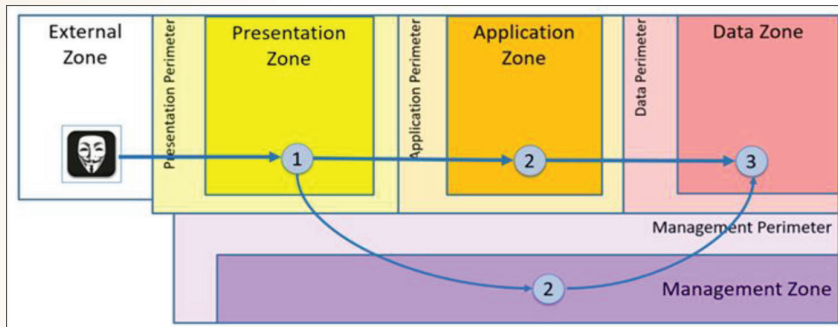 External
Zone
Presentation Perimeter
Presentation
Zone
Application Perimeter
Application
Zone
Data Perimeter
Data Zone
1
2
3
Management Perimeter
2
Management Zone